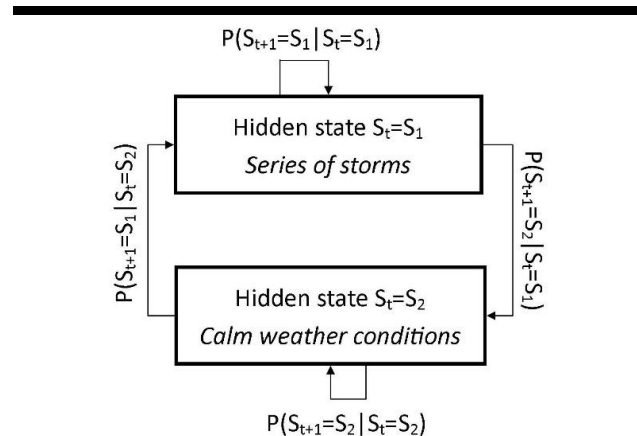 P(Sₜ₊₁=S₁|Sₜ=S₁)
Hidden state Sₜ=S₁
Series of storms
P(Sₜ₊₁=S₁|Sₜ=S₂)
P(Sₜ₊₁=S₂|Sₜ=S₁)
Hidden state Sₜ=S₂
Calm weather conditions
P(Sₜ₊₁=S₂|Sₜ=S₂)